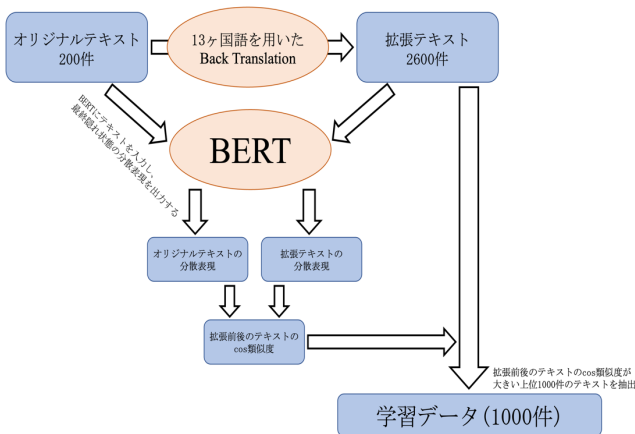 オリジナルテキスト
200件
13ヶ国語を用いた
Back Translation
拡張テキスト
2600件
BERTにテキストを入力し、
最終隠れ状態の分散表現を出力する
BERT
オリジナルテキストの
分散表現
拡張テキストの
分散表現
拡張前後のテキストの
cos類似度
拡張前後のテキストのcos類似度が
大きい上位1000件のテキストを抽出
学習データ(1000件)